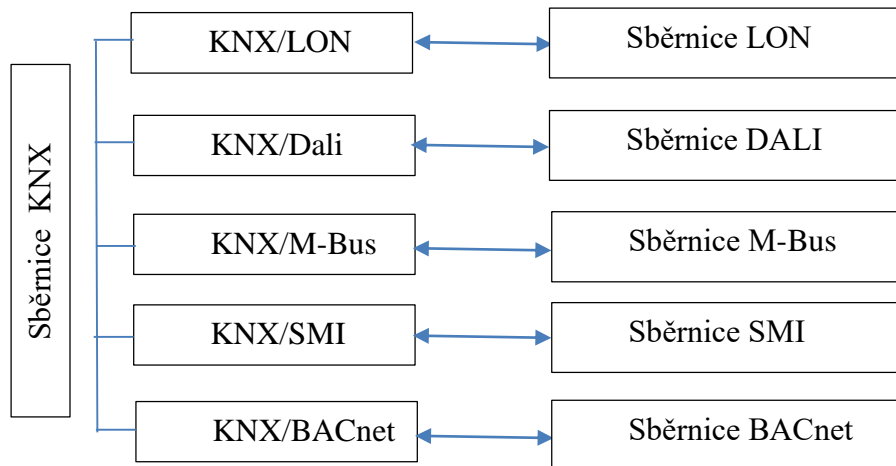 Sběrnice KNX
KNX/LON
Sběrnice LON
KNX/Dali
Sběrnice DALI
KNX/M-Bus
Sběrnice M-Bus
KNX/SMI
Sběrnice SMI
KNX/BACnet
Sběrnice BACnet